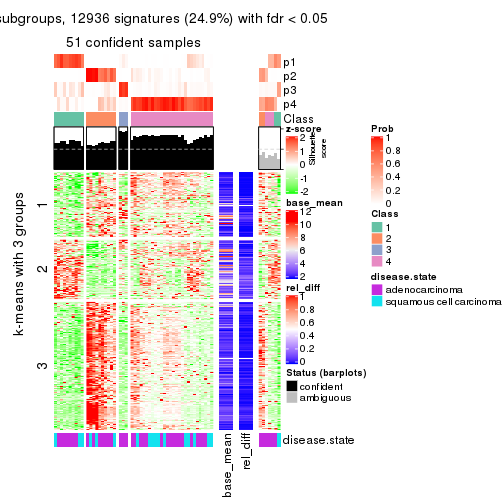 subgroups, 12936 signatures (24.9%) with fdr < 0.05
51 confident samples
p1
p2
p3
p4
Class
z-score
2
1
0
-1
-2
Silhouette
score
base_mean
12
10
8
6
4
2
rel_diff
1
0.8
0.6
0.4
0.2
0
Status (barplots)
confident
ambiguous
Prob
1
0.8
0.6
0.4
0.2
0
Class
1
2
3
4
disease.state
adenocarcinoma
squamous cell carcinoma
k-means with 3 groups
1
2
3
disease.state
base_mean
rel_diff